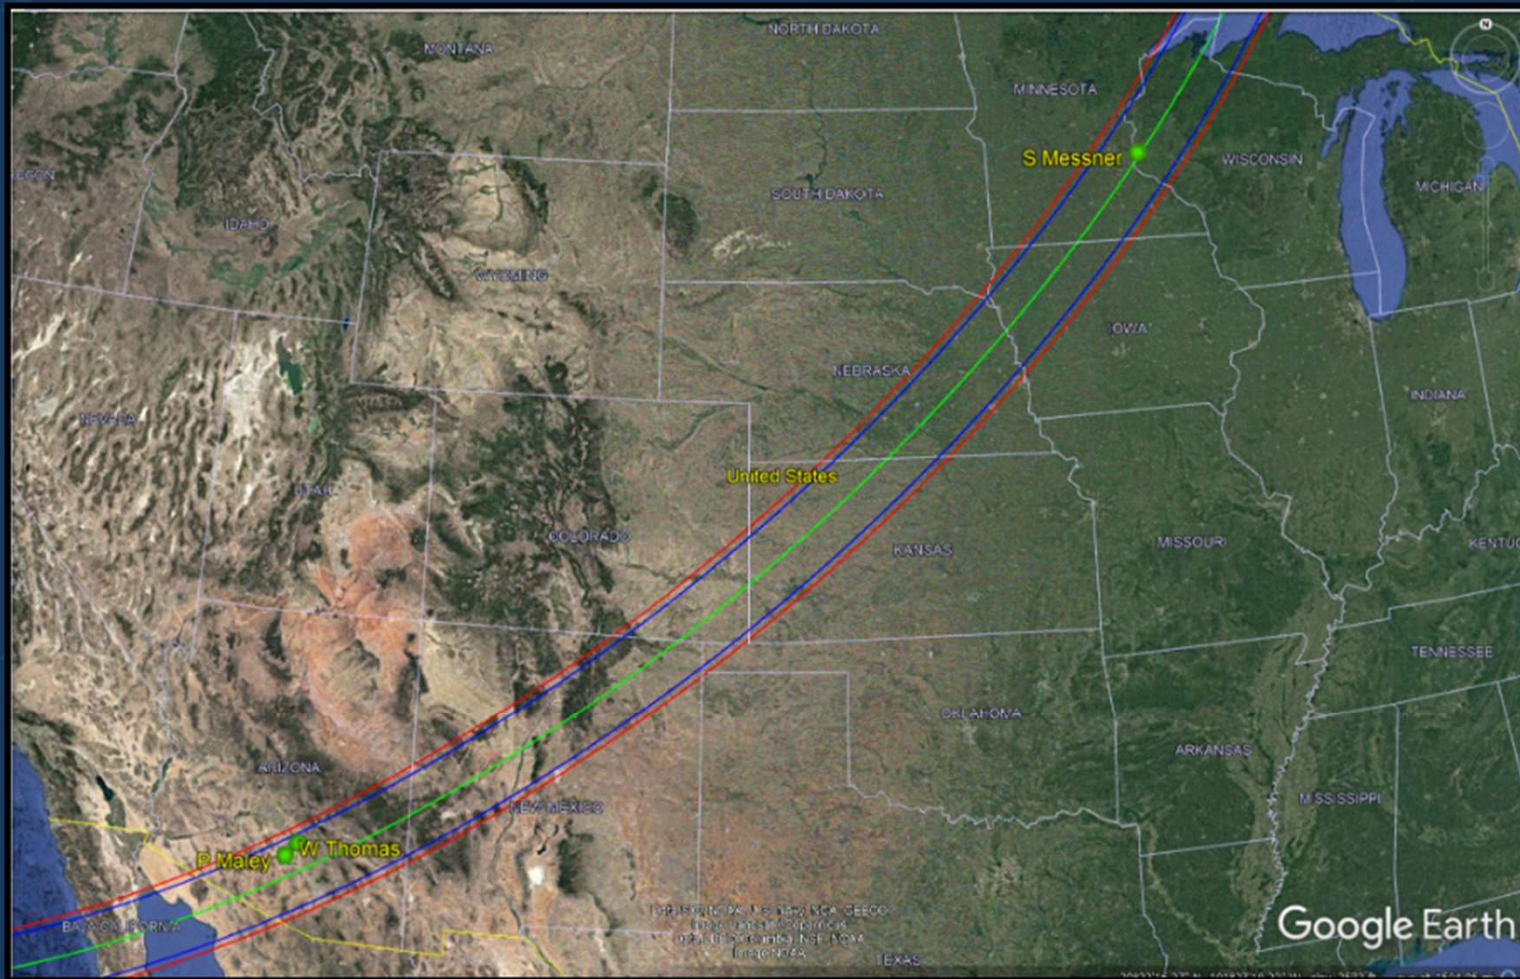 N
NORTH DAKOTA
MONTANA
MINNESOTA
S Messner
WISCONSIN
MICHIGAN
SOUTH DAKOTA
IDAHO
WYOMING
IOWA
NEBRASKA
INDIANA
NEVADA
United States
UTAH
COLORADO
KANSAS
MISSOURI
TENNESSEE
OKLAHOMA
ARKANSAS
ARIZONA
NEW MEXICO
MISSISSIPPI
P Maley
W Thomas
BAJA CALIFORNIA
TEXAS
Google Earth